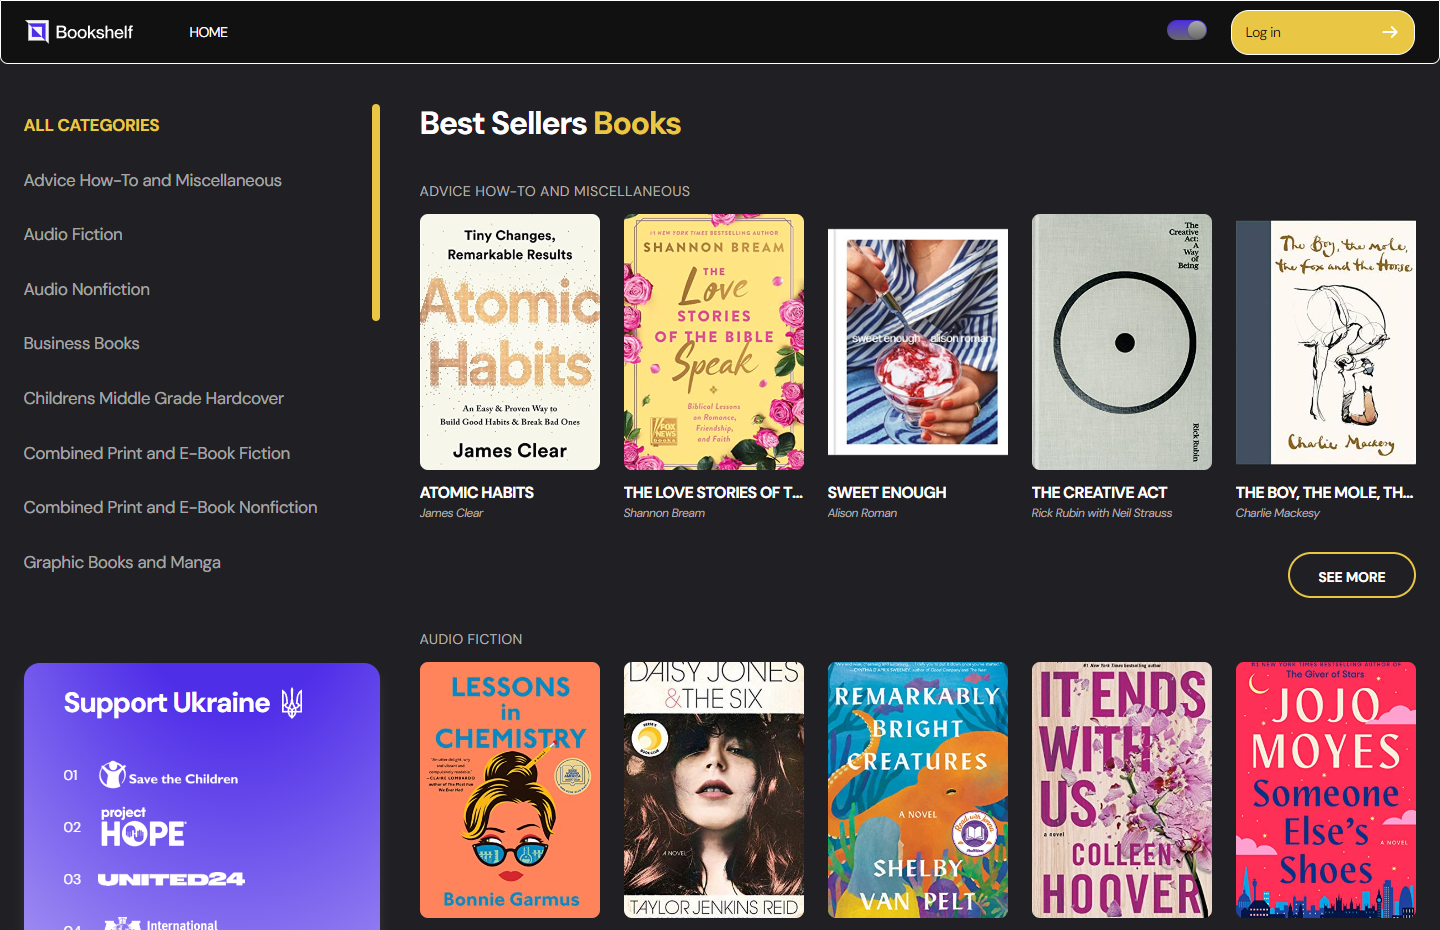 Bookshelf
HOME
Log in
ALL CATEGORIES
Advice How-To and Miscellaneous
Audio Fiction
Audio Nonfiction
Business Books
Childrens Middle Grade Hardcover
Combined Print and E-Book Fiction
Combined Print and E-Book Nonfiction
Graphic Books and Manga
Support Ukraine
01 Save the Children
02 project
HOPE
03 UNITED24
International
Best Sellers Books
ADVICE HOW-TO AND MISCELLANEOUS
Tiny Changes,
Remarkable Results
Atomic
Habits
An Easy & Proven Way to
Build Good Habits & Break Bad Ones
James Clear
ATOMIC HABITS
James Clear
#1 NEW YORK TIMES BESTSELLING AUTHOR
SHANNON BREAM
THE
Love
STORIES
OF THE BIBLE
Speak
Biblical Lessons
on Romance,
Friendship,
and Faith
FOX
NEWS
books
THE LOVE STORIES OF T...
Shannon Bream
sweet enough alison roman
SWEET ENOUGH
Alison Roman
The
Creative
Act:
A
Way
of
Being
Rick Rubin
THE CREATIVE ACT
Rick Rubin with Neil Strauss
The Boy, the mole,
the fox and the Horse
Charlie Mackesy
THE BOY, THE MOLE, TH...
Charlie Mackesy
SEE MORE
AUDIO FICTION
LESSONS
in
CHEMISTRY
Bonnie Garmus
DAISY JONES
& THE SIX
A NOVEL
TAYLOR JENKINS REID
REMARKABLY
BRIGHT
CREATURES
A NOVEL
Read with Jenna
SHELBY
VAN PELT
#1 New York Times bestselling author
IT ENDS
WITH
US
a novel
COLLEEN
HOOVER
#1 NEW YORK TIMES BESTSELLING AUTHOR OF
The Giver of Stars
JOJO
MOYES
Someone
Else's
A NOVEL
Shoes